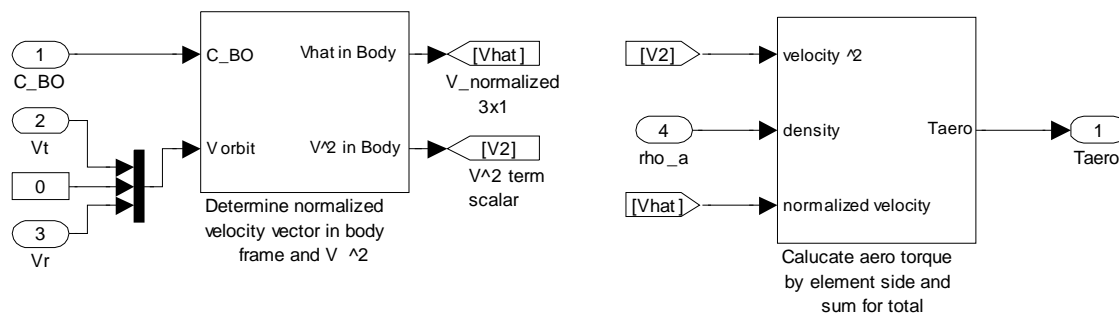 1
C_BO
2
Vt
0
3
Vr
C_BO
V orbit
Vhat in Body
V^2 in Body
Determine normalized
velocity vector in body
frame and V ^2
[Vhat]
V_normalized
3x1
[V2]
V^2 term
scalar
[V2]
4
rho_a
[Vhat]
velocity ^2
density
normalized velocity
Taero
Calucate aero torque
by element side and
sum for total
1
Taero